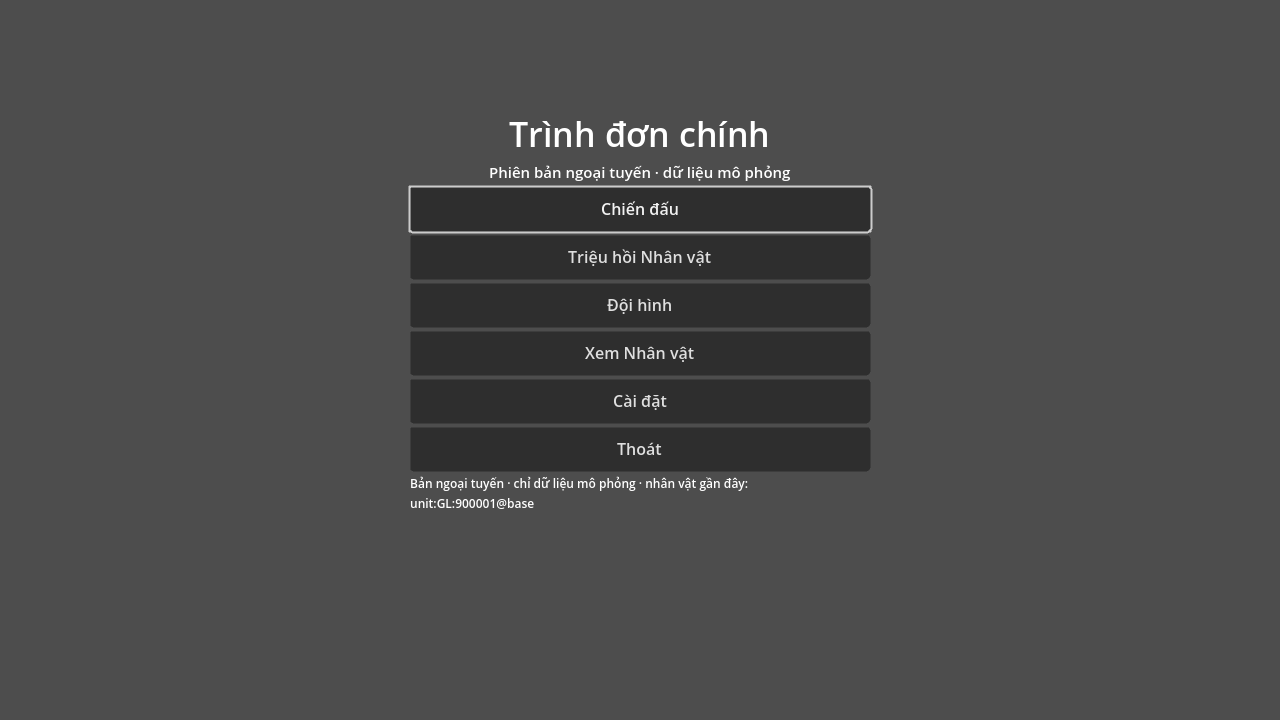 Trình đơn chính
Phiên bản ngoại tuyến · dữ liệu mô phỏng
Chiến đấu
Triệu hồi Nhân vật
Đội hình
Xem Nhân vật
Cài đặt
Thoát
Bản ngoại tuyến · chỉ dữ liệu mô phỏng · nhân vật gần đây:
unit:GL:900001@base